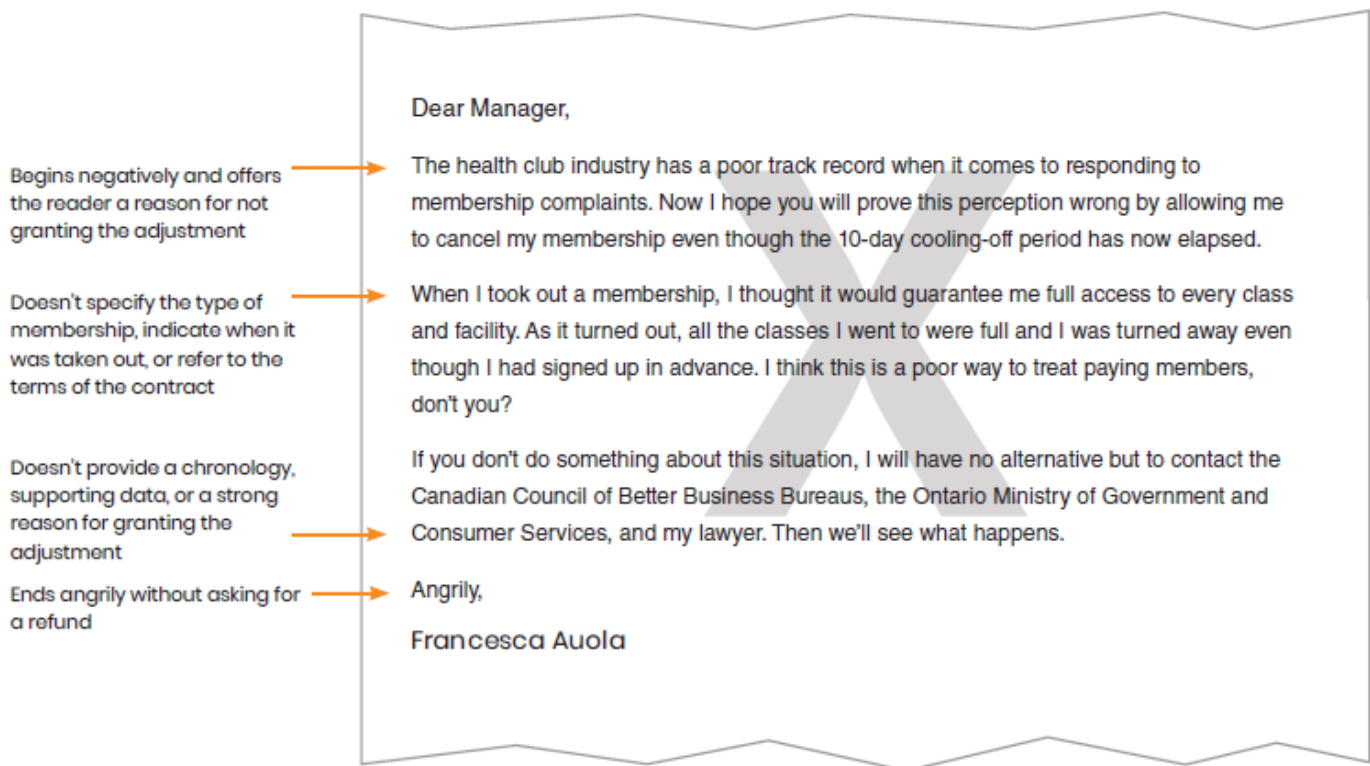 Dear Manager,
Begins negatively and offers
the reader a reason for not
granting the adjustment
The health club industry has a poor track record when it comes to responding to
membership complaints. Now I hope you will prove this perception wrong by allowing me
to cancel my membership even though the 10-day cooling-off period has now elapsed.
Doesn't specify the type of
membership, indicate when it
was taken out, or refer to the
terms of the contract
When I took out a membership, I thought it would guarantee me full access to every class
and facility. As it turned out, all the classes I went to were full and I was turned away even
though I had signed up in advance. I think this is a poor way to treat paying members,
don't you?
Doesn't provide a chronology,
supporting data, or a strong
reason for granting the
adjustment
If you don't do something about this situation, I will have no alternative but to contact the
Canadian Council of Better Business Bureaus, the Ontario Ministry of Government and
Consumer Services, and my lawyer. Then we'll see what happens.
Ends angrily without asking for
a refund
Angrily,
Francesca Auola
X